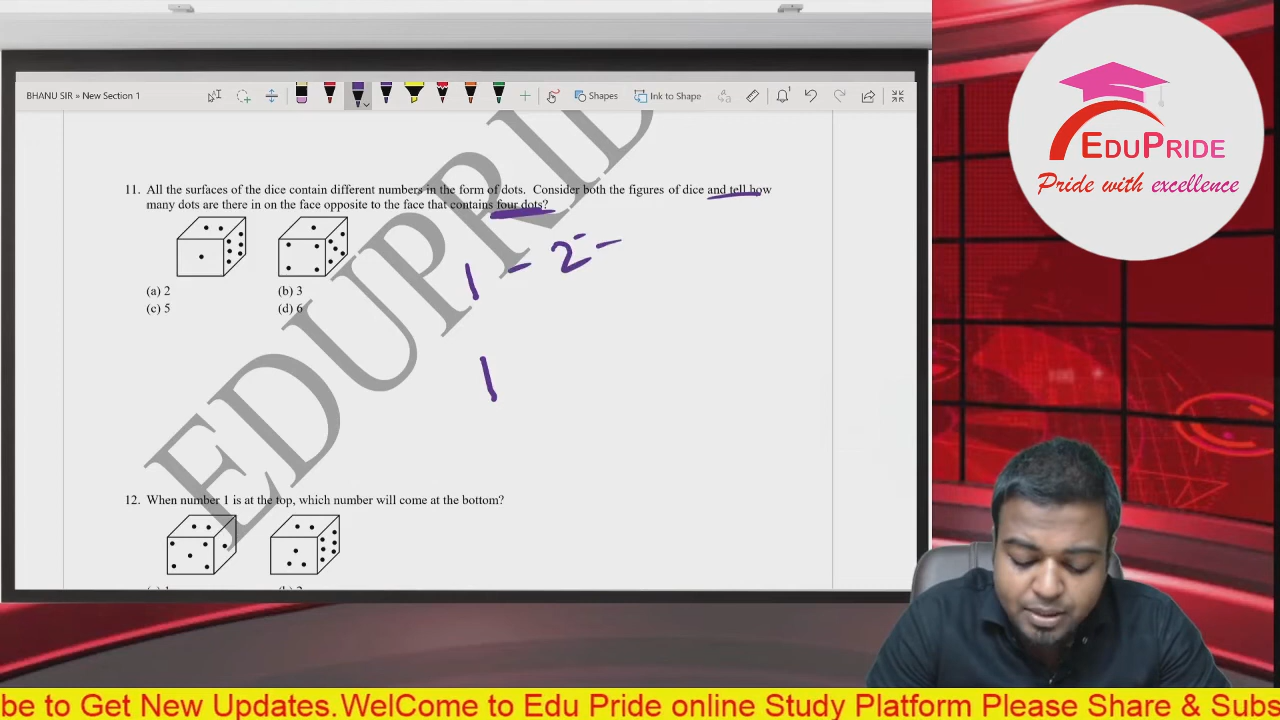 BHANU SIR » New Section 1
Shapes
Ink to Shape
EDUPRIDE
Pride with excellence
11. All the surfaces of the dice contain different numbers in the form of dots. Consider both the figures of dice and tell how
many dots are there in on the face opposite to the face that contains four dots?
(a) 2 (b) 3
(c) 5 (d) 6
1 - 2 -
1
EDUPRID
12. When number 1 is at the top, which number will come at the bottom?
be to Get New Updates.WelCome to Edu Pride online Study Platform Please Share & Subs